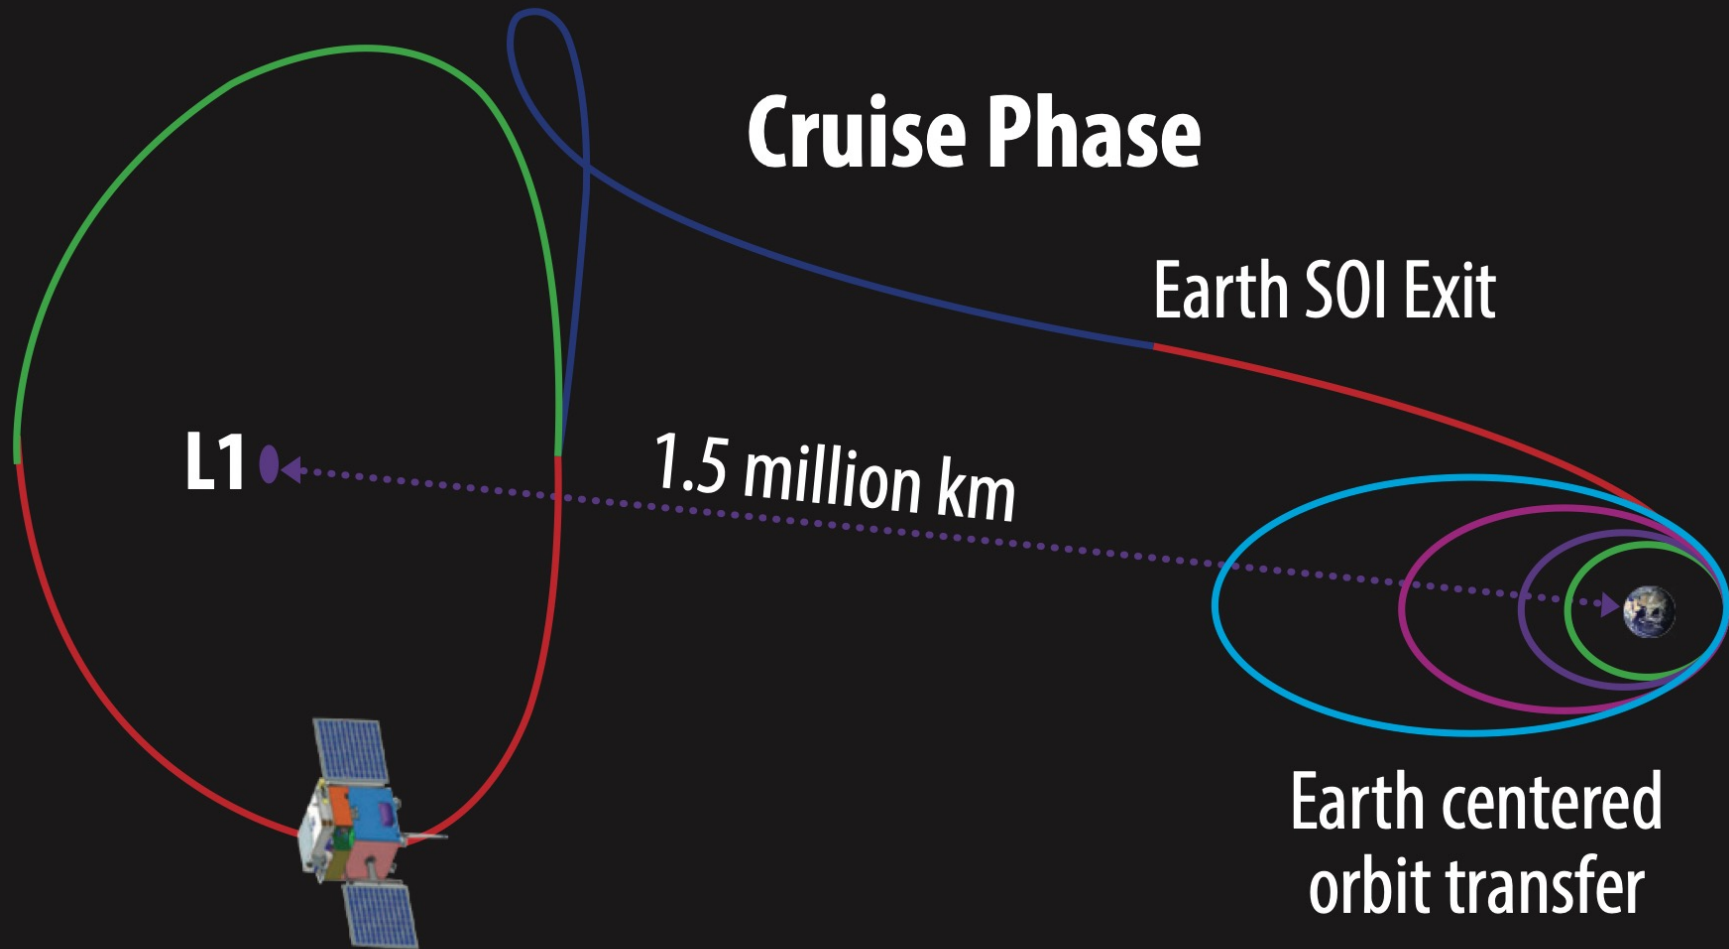 Cruise Phase
Earth SOI Exit
L1
1.5 million km
Earth centered
orbit transfer